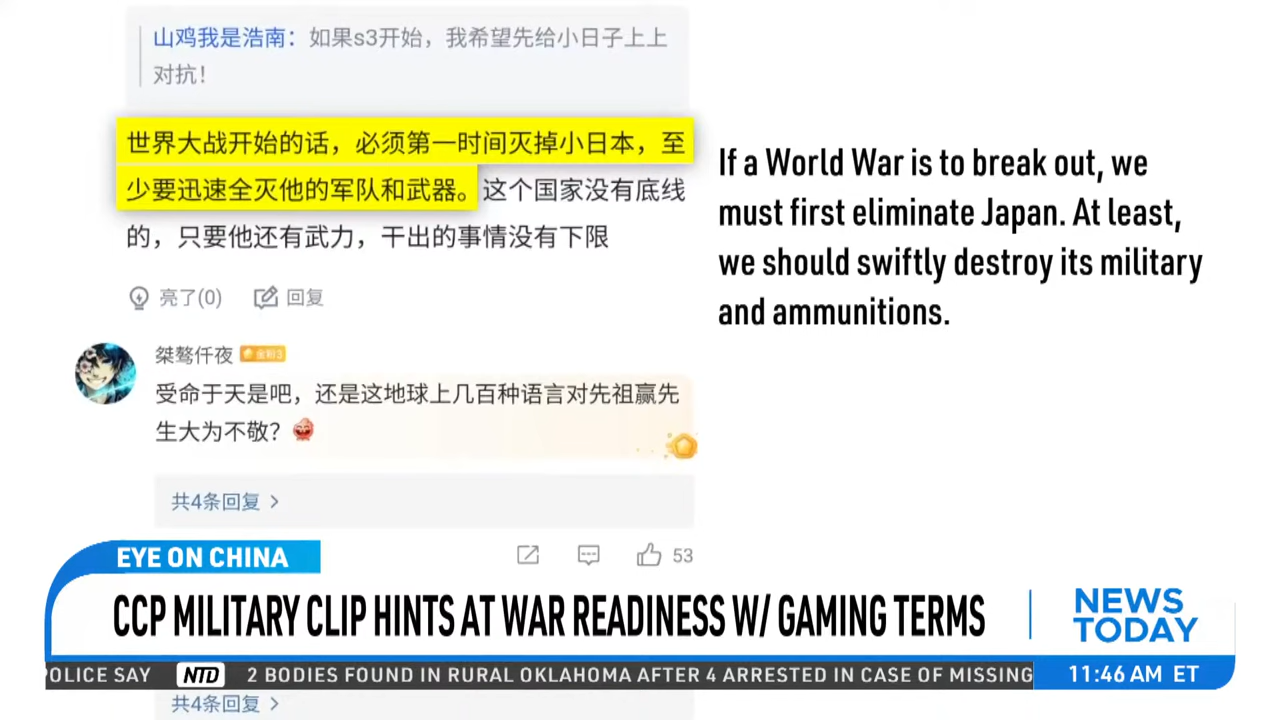 山鸡我是浩南：如果s3开始，我希望先给小日子上上
对抗！
世界大战开始的话，必须第一时间灭掉小日本，至
少要迅速全灭他的军队和武器。这个国家没有底线
的，只要他还有武力，干出的事情没有下限
亮了(0) 回复
桀骜仟夜 金粉3
受命于天是吧，还是这地球上几百种语言对先祖赢先
生大为不敬？
共4条回复 >
53
If a World War is to break out, we
must first eliminate Japan. At least,
we should swiftly destroy its military
and ammunitions.
EYE ON CHINA
CCP MILITARY CLIP HINTS AT WAR READINESS W/ GAMING TERMS
NEWS
TODAY
OLICE SAY NTD 2 BODIES FOUND IN RURAL OKLAHOMA AFTER 4 ARRESTED IN CASE OF MISSING
11:46 AM ET
共4条回复 >